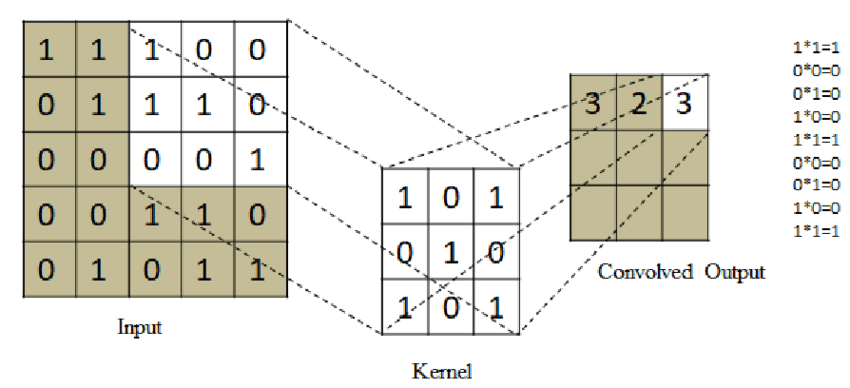 1 1 1 0 0
0 1 1 1 0
0 0 0 0 1
0 0 1 1 0
0 1 0 1 1
Input
1 0 1
0 1 0
1 0 1
Kernel
3 2 3
Convolved Output
1*1=1
0*0=0
0*1=0
1*0=0
1*1=1
0*0=0
0*1=0
1*0=0
1*1=1